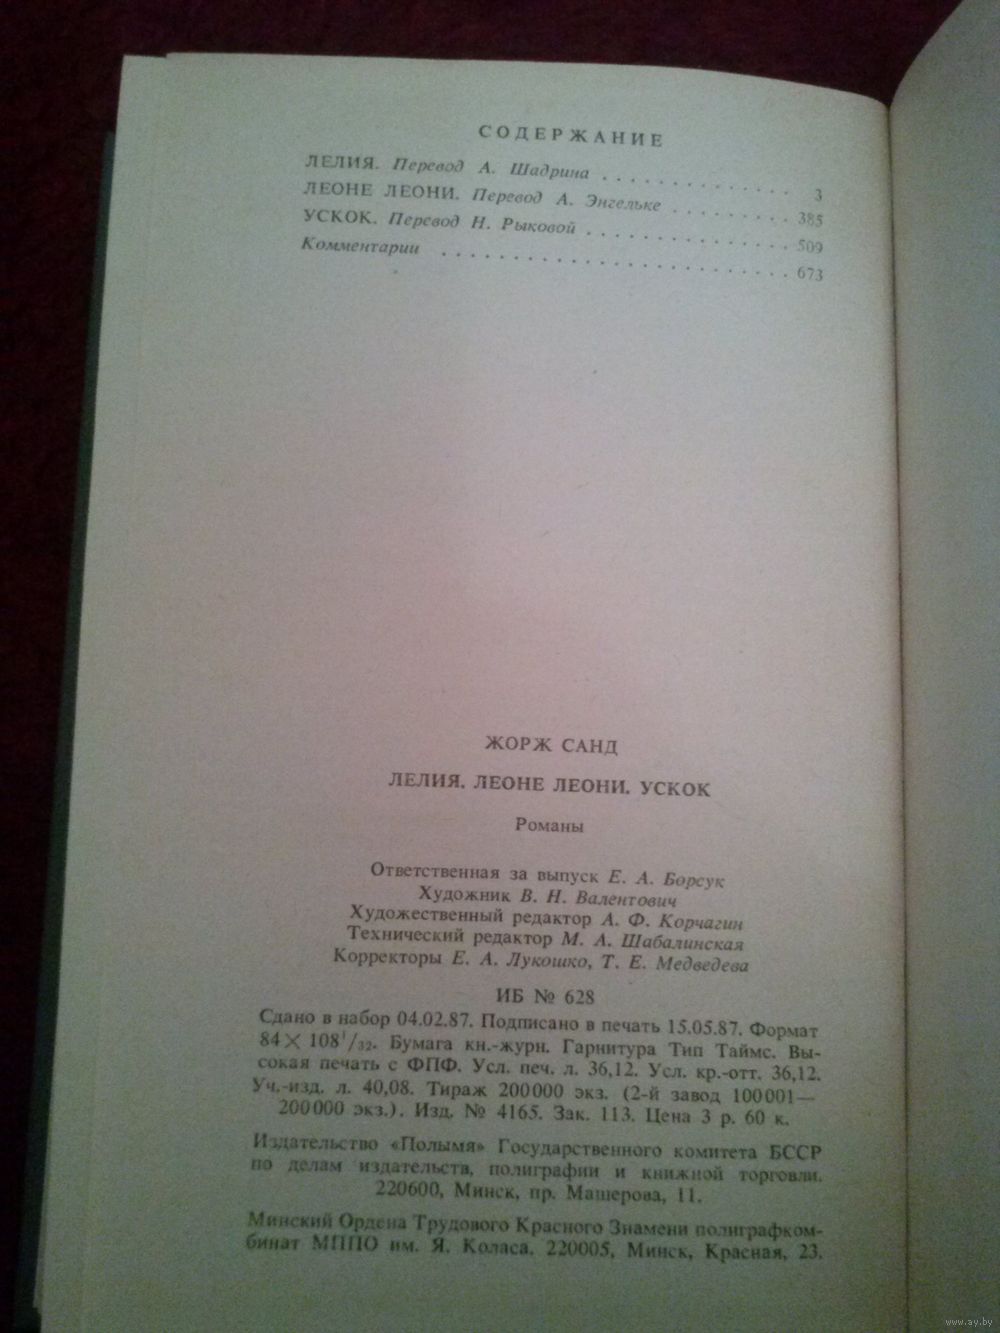 СОДЕРЖАНИЕ
ЛЕЛИЯ. Перевод А. Шадрина . . . . . . . . . . . . . . 3
ЛЕОНЕ ЛЕОНИ. Перевод А. Энгельке . . . . . . . . . 385
УСКОК. Перевод Н. Рыковой . . . . . . . . . . . . . . . 509
Комментарии . . . . . . . . . . . . . . . . . . . . . . . . . 673
ЖОРЖ САНД
ЛЕЛИЯ. ЛЕОНЕ ЛЕОНИ. УСКОК
Романы
Ответственная за выпуск Е. А. Борсук
Художник В. Н. Валентович
Художественный редактор А. Ф. Корчагин
Технический редактор М. А. Шабалинская
Корректоры Е. А. Лукошко, Т. Е. Медведева
ИБ № 628
Сдано в набор 04.02.87. Подписано в печать 15.05.87. Формат
84×108¹/₃₂. Бумага кн.-журн. Гарнитура Тип Таймс. Вы-
сокая печать с ФПФ. Усл. печ. л. 36,12. Усл. кр.-отт. 36,12.
Уч.-изд. л. 40,08. Тираж 200000 экз. (2-й завод 100001—
200000 экз.). Изд. № 4165. Зак. 113. Цена 3 р. 60 к.
Издательство «Полымя» Государственного комитета БССР
по делам издательств, полиграфии и книжной торговли.
220600, Минск, пр. Машерова, 11.
Минский Ордена Трудового Красного Знамени полиграфком-
бинат МППО им. Я. Коласа. 220005, Минск, Красная, 23.
www.ay.by